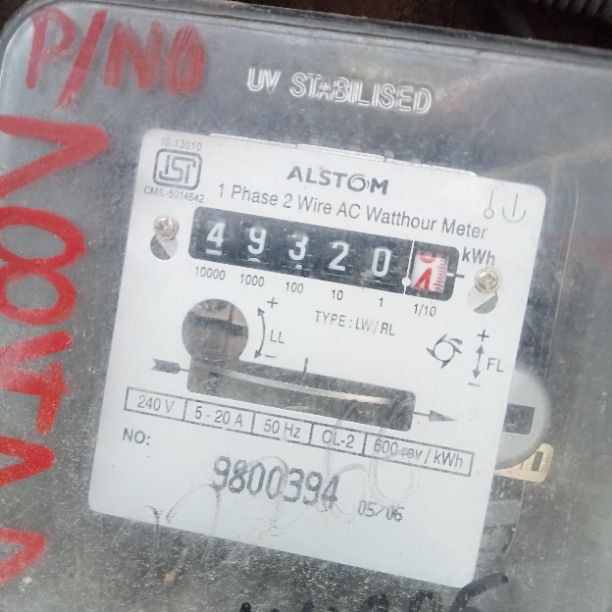 P/NO
UV STABILISED
IS:13010
ISI
CM/L-5014642
ALSTOM
1 Phase 2 Wire AC Watthour Meter
4 9 3 2 0 kWh
10000 1000 100 10 1 1/10
+
LL
-
TYPE : LW/RL
+
FL
-
240 V 5 - 20 A 50 Hz CL-2 600 rev / kWh
NO:
9800394 05/06